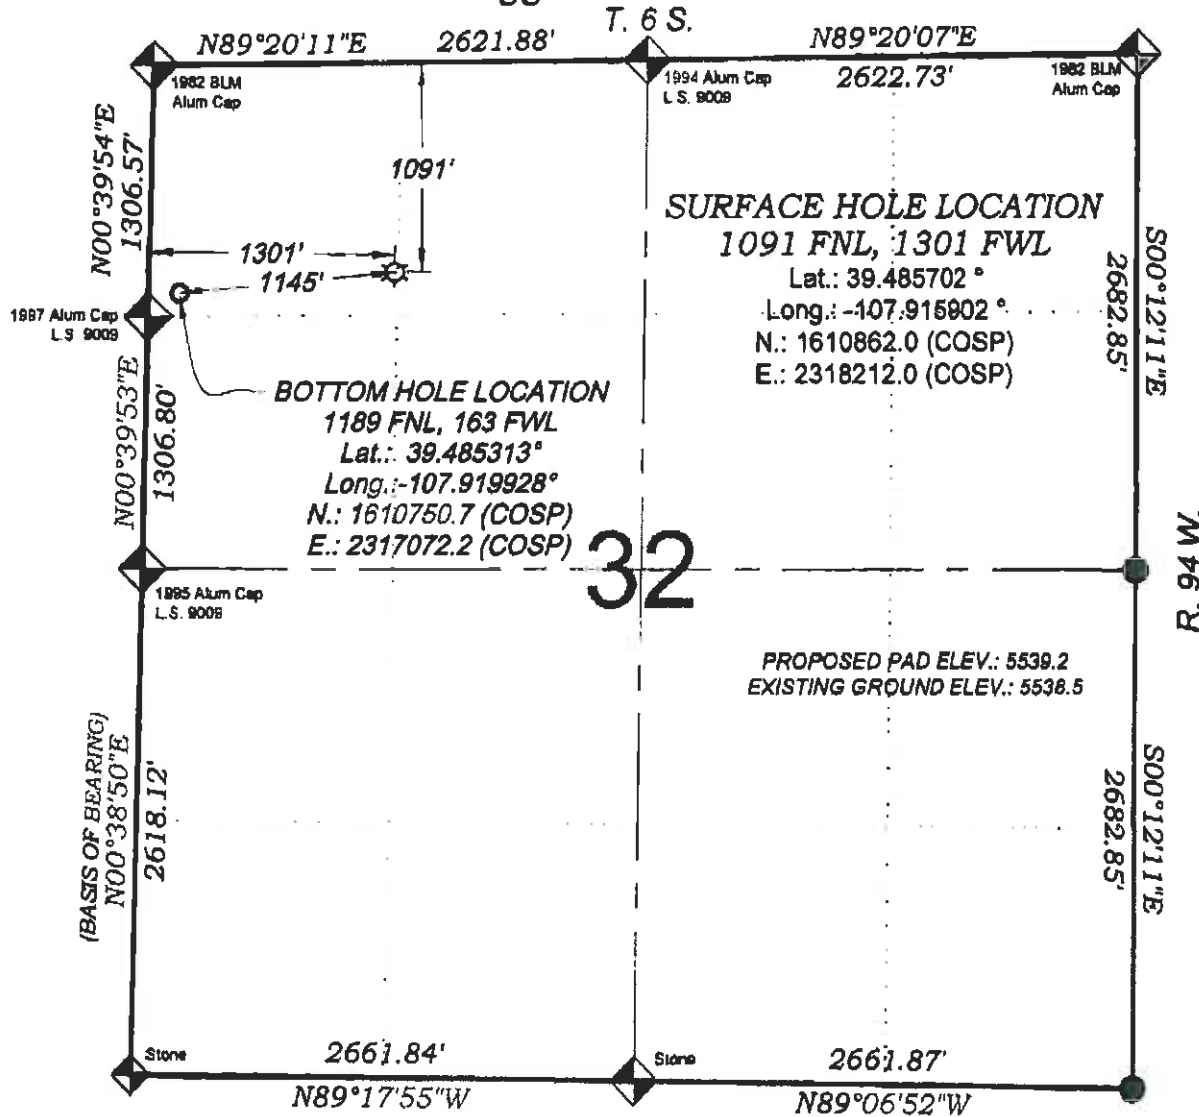 T. 6 S.
N89°20'11"E 2621.88'
N89°20'07"E
2622.73'
1982 BLM
Alum Cap
1994 Alum Cap
L.S. 9009
1982 BLM
Alum Cap
N00°39'54"E
1306.57'
1091'
1301'
1145'
1997 Alum Cap
L.S 9009
SURFACE HOLE LOCATION
1091 FNL, 1301 FWL
Lat.: 39.485702 °
Long.: -107.915902 °
N.: 1610862.0 (COSP)
E.: 2318212.0 (COSP)
S00°12'11"E
2682.85'
BOTTOM HOLE LOCATION
1189 FNL, 163 FWL
Lat.: 39.485313°
Long.:-107.919928°
N.: 1610750.7 (COSP)
E.: 2317072.2 (COSP)
N00°39'53"E
1306.80'
32
R. 94 W.
1995 Alum Cap
L.S. 9009
PROPOSED PAD ELEV.: 5539.2
EXISTING GROUND ELEV.: 5538.5
(BASIS OF BEARING)
N00°38'50"E
2618.12'
S00°12'11"E
2682.85'
Stone
2661.84'
N89°17'55"W
Stone
2661.87'
N89°06'52"W